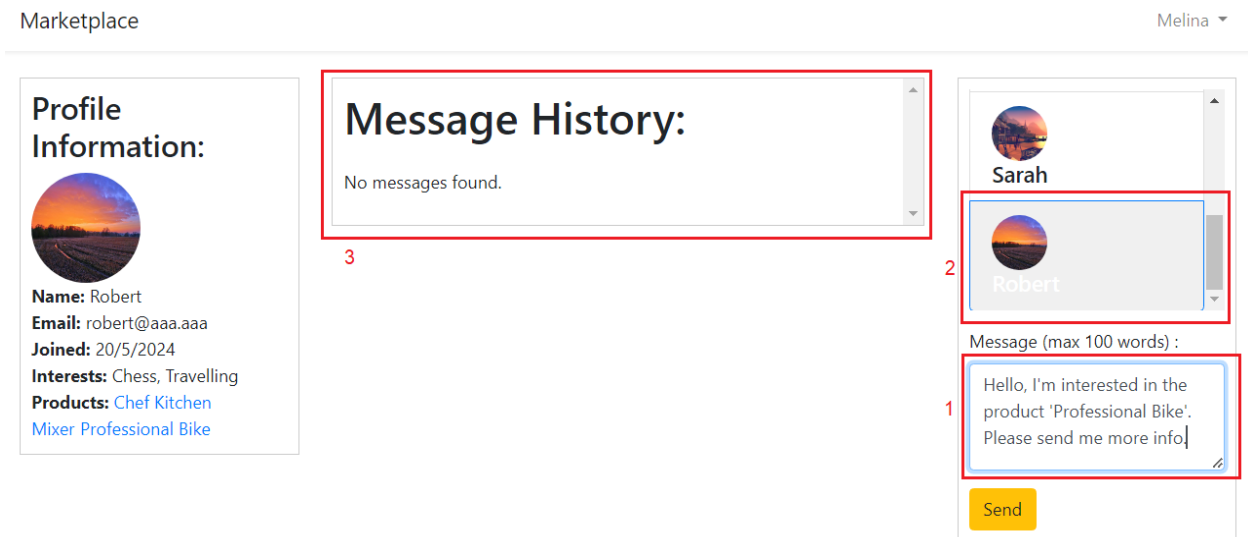 Marketplace
Melina
Profile
Information:
Name: Robert
Email: robert@aaa.aaa
Joined: 20/5/2024
Interests: Chess, Travelling
Products: Chef Kitchen
Mixer Professional Bike
Message History:
No messages found.
3
Sarah
2
Robert
Message (max 100 words) :
1
Hello, I'm interested in the
product 'Professional Bike'.
Please send me more info.
Send